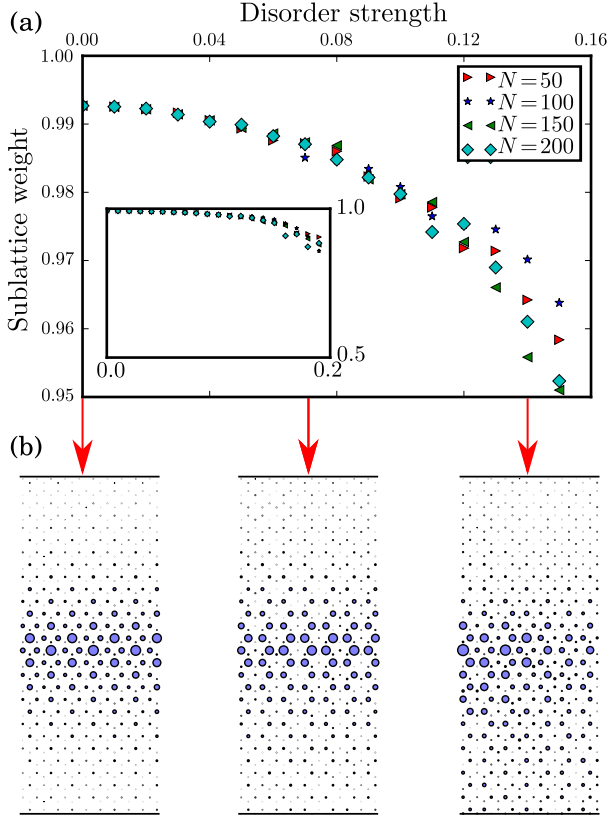 (a)
Disorder strength
0.00 0.04 0.08 0.12 0.16
Sublattice weight
1.00
0.99
0.98
0.97
0.96
0.95
N = 50
N = 100
N = 150
N = 200
1.0
0.5
0.0 0.2
(b)